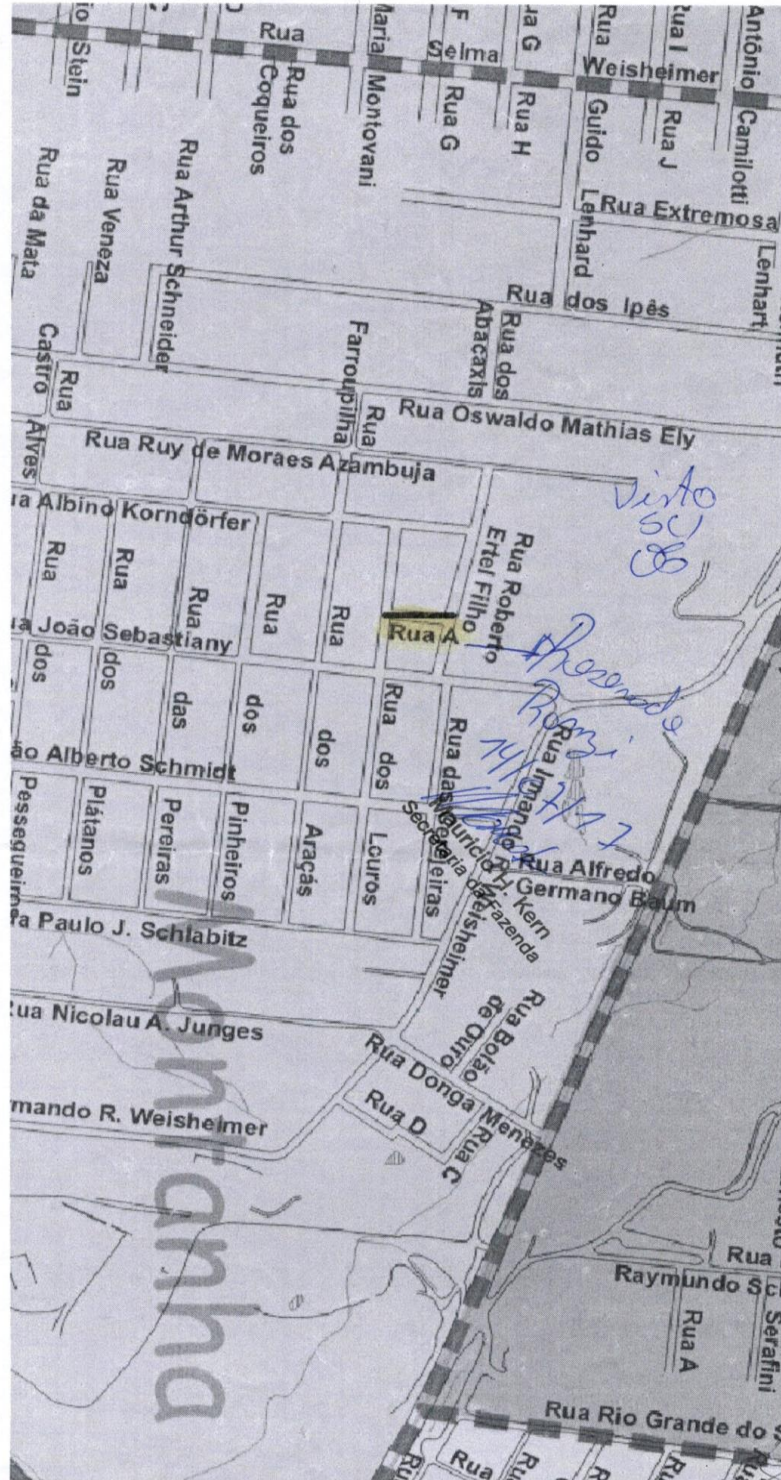 Rua
Selma
Weisheimer
Antônio Camilotti
Rua I
Rua J
Rua
Guido
Lenhard
Rua H
Rua G
Maria
Montovani
Rua dos
Coqueiros
Stein
Rua Extremosa
Lenhart
Rua dos Ipês
Rua dos
Abacaxis
Rua Arthur Schneider
Rua Veneza
Rua da Mata
Rua
Farroupilha
Rua
Castro
Alves
Rua Oswaldo Mathias Ely
Rua Ruy de Moraes Azambuja
Albino Korndörfer
Rua Roberto
Ertel Filho
Visto
Rua A
14/07/17
João Sebastiany
Rua
dos
Pessegueiros
Rua
dos
Plátanos
Rua
das
Pereiras
Rua
dos
Pinheiros
Rua
dos
Araçás
Rua dos
Louros
Alberto Schmidt
Rua Alfredo
Germano Baum
Mauricio H. Kern
Secretaria da Fazenda
Paulo J. Schlabitz
Nicolau A. Junges
Rua Bolão
de Ouro
Rua Donga Menezes
Rua D
Rua C
R. Weisheimer
Montanha
Rua
Raymundo
Serafini
Rua A
Rua Rio Grande do
Rua